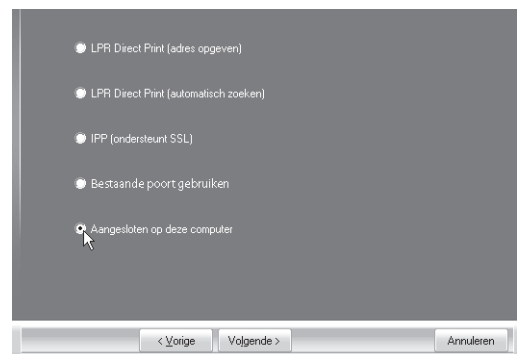 LPR Direct Print (adres opgeven)
LPR Direct Print (automatisch zoeken)
IPP (ondersteunt SSL)
Bestaande poort gebruiken
Aangesloten op deze computer
< Vorige Volgende > Annuleren